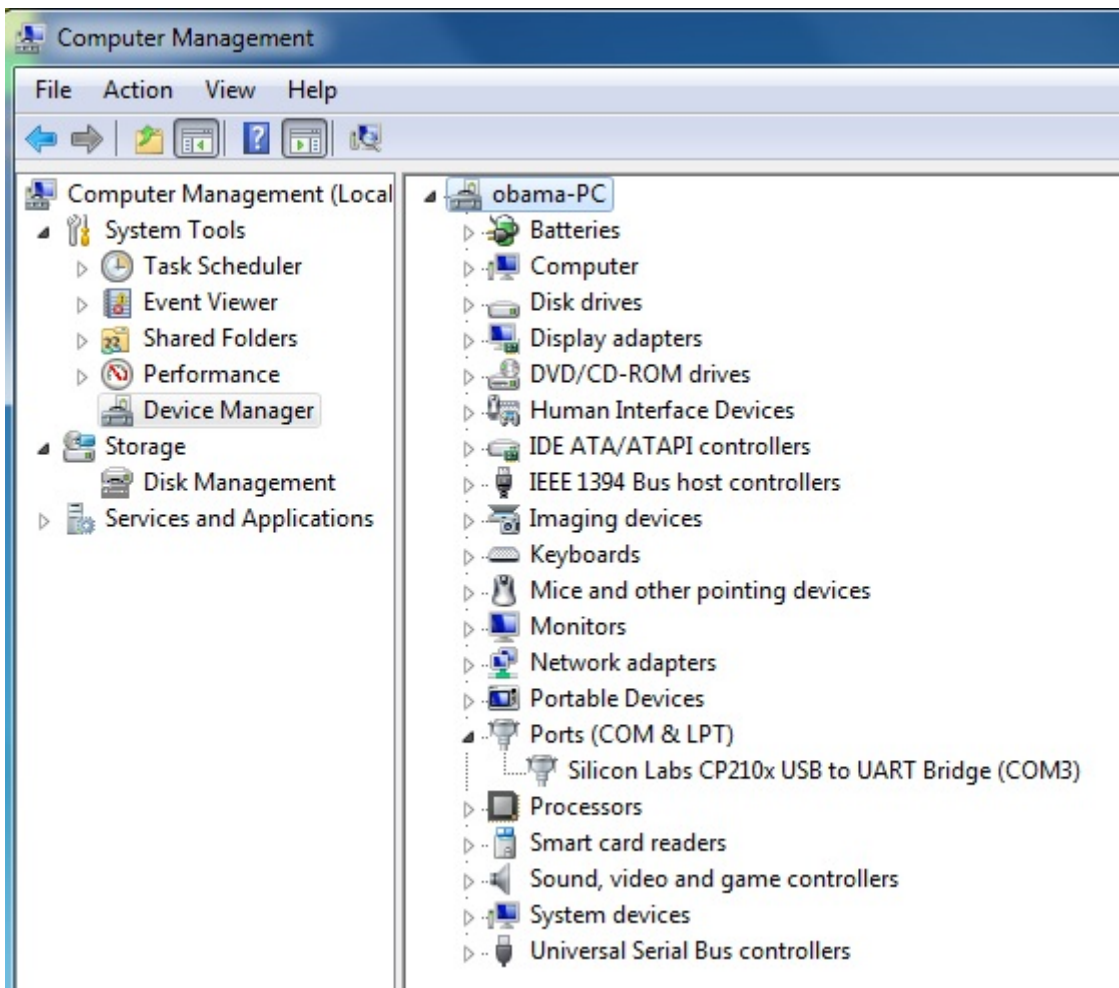 Computer Management
File Action View Help
Computer Management (Local
System Tools
Task Scheduler
Event Viewer
Shared Folders
Performance
Device Manager
Storage
Disk Management
Services and Applications
obama-PC
Batteries
Computer
Disk drives
Display adapters
DVD/CD-ROM drives
Human Interface Devices
IDE ATA/ATAPI controllers
IEEE 1394 Bus host controllers
Imaging devices
Keyboards
Mice and other pointing devices
Monitors
Network adapters
Portable Devices
Ports (COM & LPT)
Silicon Labs CP210x USB to UART Bridge (COM3)
Processors
Smart card readers
Sound, video and game controllers
System devices
Universal Serial Bus controllers